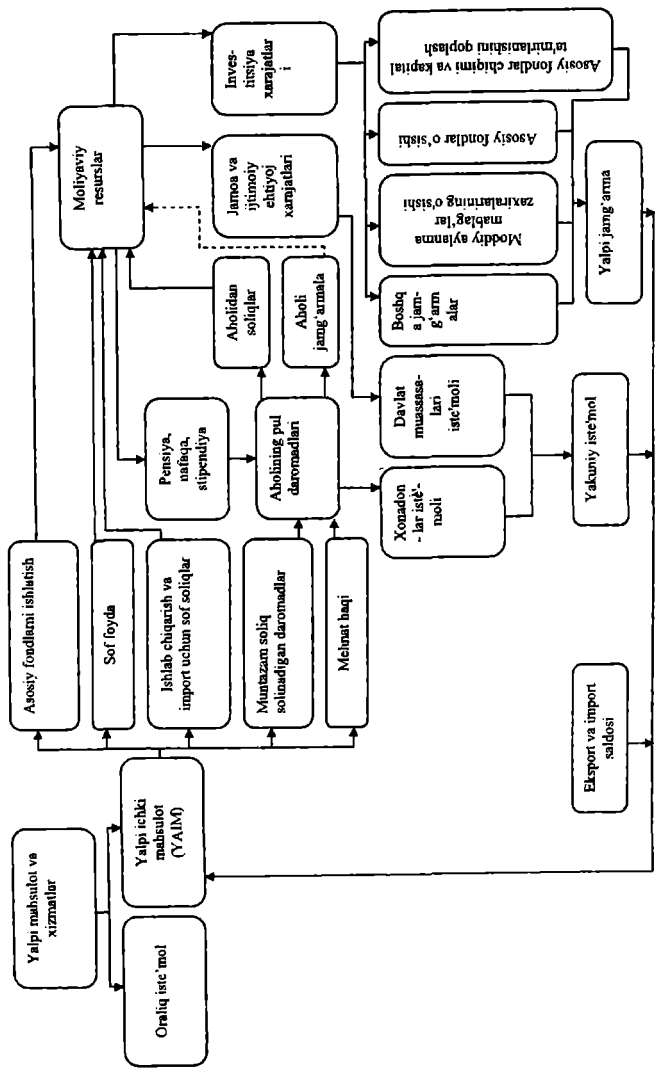 Yalpi mahsulot va
xizmatlar
Oraliq iste'mol
Yalpi ichki
mahsulot
(YAIM)
Asosiy fondlarni ishlatish
Sof foyda
Ishlab chiqarish va
import uchun sof soliqlar
Muntazam soliq
solinadigan daromadlar
Mehnat haqi
Pensiya,
nafaqa,
stipendiya
Aholining pul
daromadlari
Moliyaviy
resurslar
Aholidan
soliqlar
Aholi
jamg'armala
Inves-
titsiya
xarajatlar
i
Jamoa va
ijtimoiy
ehtiyoj
xarajatlari
Xonadon
- lar iste'-
moli
Davlat
muassasa-
lari
iste'moli
Boshq
a jam-
g'arm
alar
Moddiy aylanma
mablag'lar
zaxiralarining o'sishi
Asosiy fondlar o'sishi
Asosiy fondlar chiqimi va kapital
ta'mirlanishini qoplash
Eksport va import
saldosi
Yakuniy iste'mol
Yalpi jamg'arma